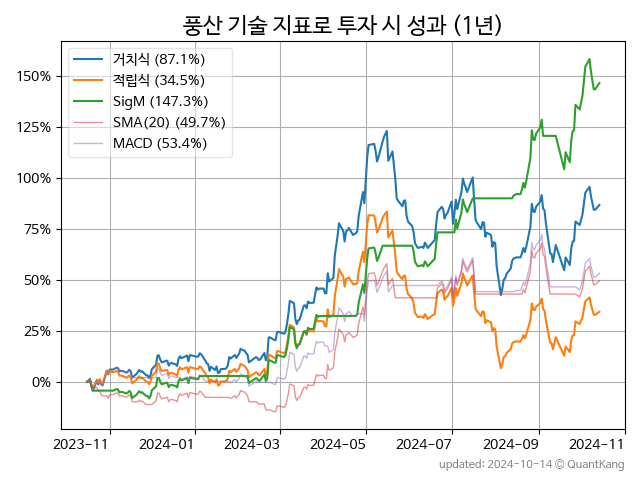 풍산 기술 지표로 투자 시 성과 (1년)
거치식 (87.1%)
적립식 (34.5%)
SigM (147.3%)
SMA(20) (49.7%)
MACD (53.4%)
150%
125%
100%
75%
50%
25%
0%
2023-11 2024-01 2024-03 2024-05 2024-07 2024-09 2024-11
updated: 2024-10-14 © QuantKang